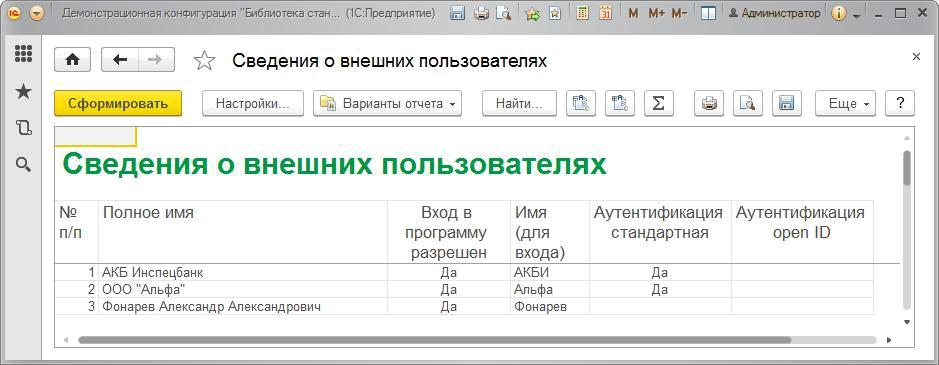 Демонстрационная конфигурация "Библиотека стан... (1С:Предприятие)
31 M M+ M- Администратор
Сведения о внешних пользователях
Сформировать Настройки... Варианты отчета Найти... Σ Еще ?
Сведения о внешних пользователях
№ п/п Полное имя Вход в программу разрешен Имя (для входа) Аутентификация стандартная Аутентификация open ID
1 АКБ Инспецбанк Да АКБИ Да
2 ООО "Альфа" Да Альфа Да
3 Фонарев Александр Александрович Да Фонарев